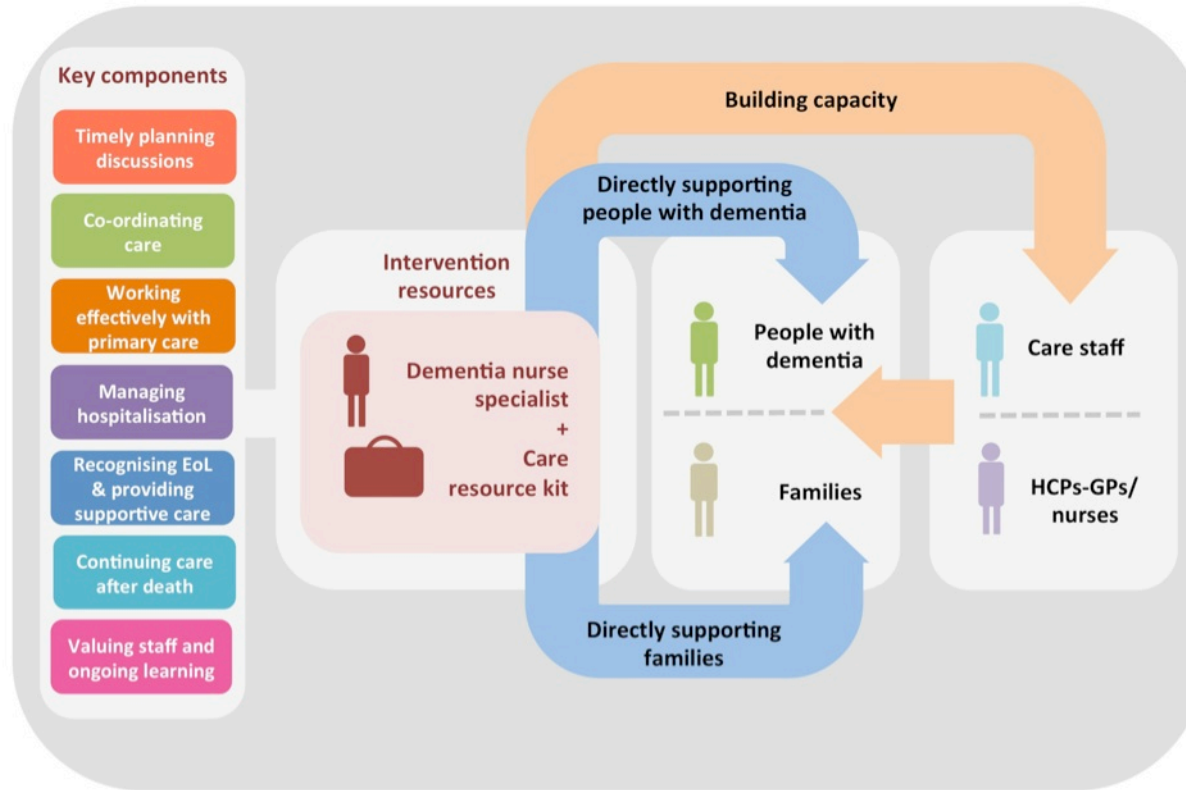 Key components
Timely planning
discussions
Co-ordinating
care
Working
effectively with
primary care
Managing
hospitalisation
Recognising EoL
& providing
supportive care
Continuing care
after death
Valuing staff and
ongoing learning
Intervention
resources
Dementia nurse
specialist
+
Care
resource kit
Building capacity
Directly supporting
people with dementia
People with
dementia
Families
Directly supporting
families
Care staff
HCPs-GPs/
nurses